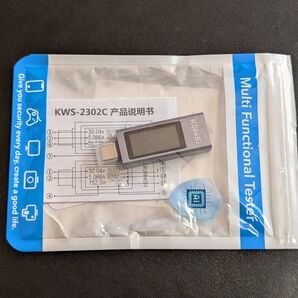 Give you security every day, create a good life.
KWS-2302C 产品说明书
30.04v
5.066A
30.04v
5.066A
152.3W
KOWSI
Multi Functional Tester